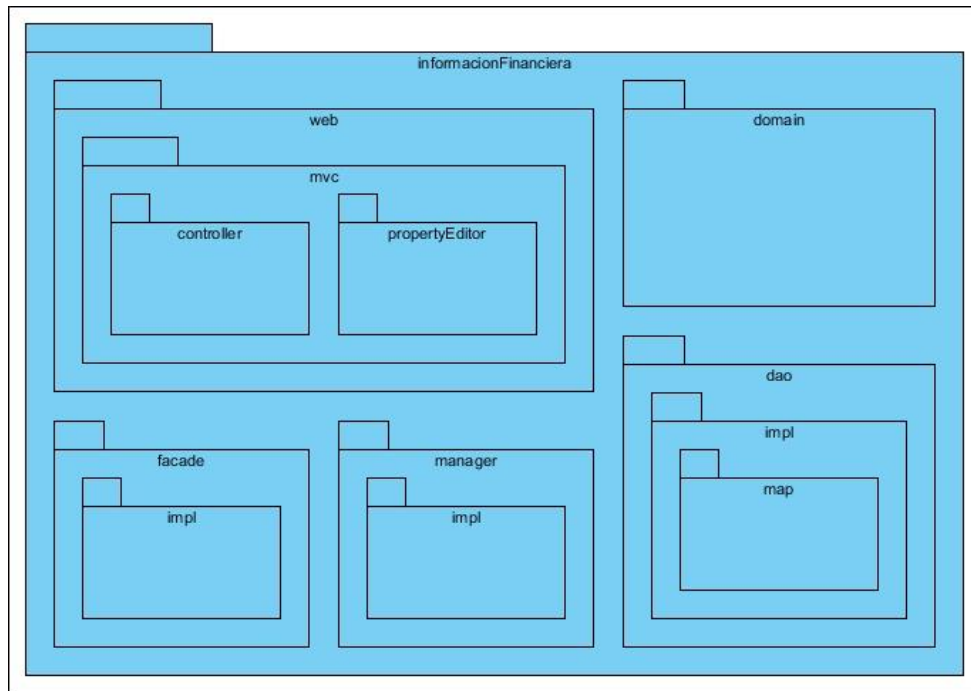 informacionFinanciera
web
domain
mvc
controller
propertyEditor
dao
impl
map
facade
impl
manager
impl